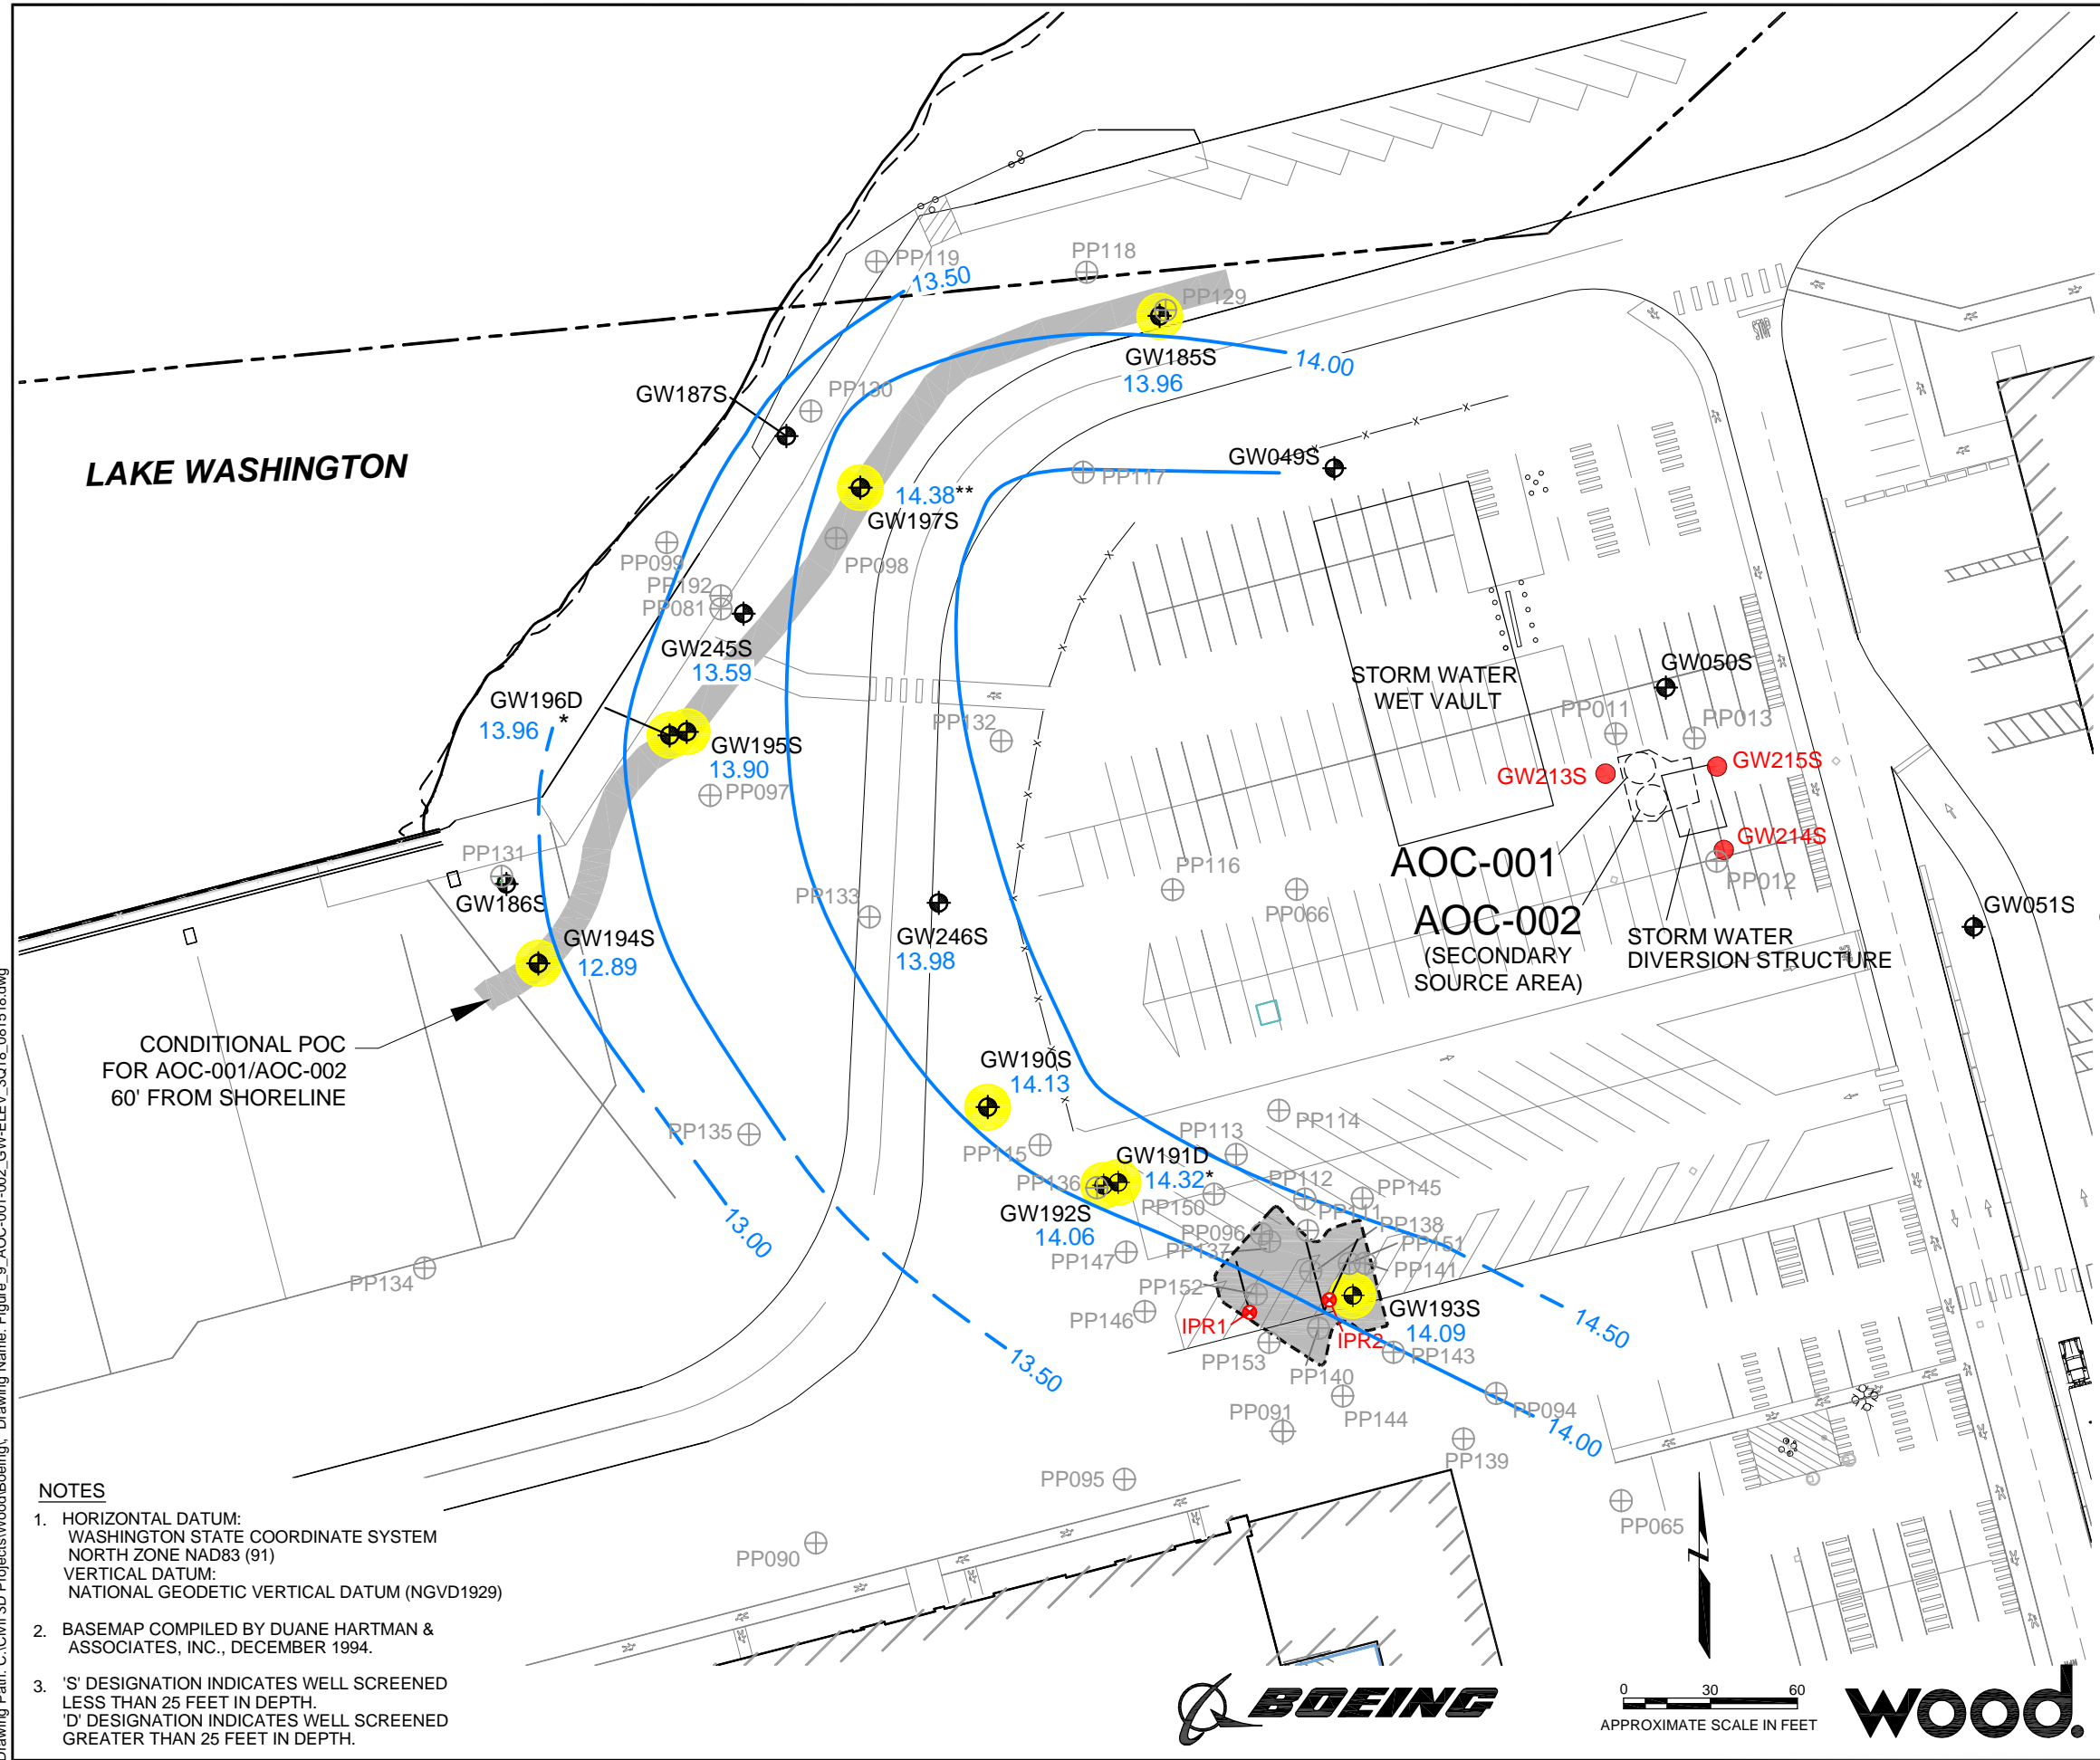 PP119
13.50
PP118
PP129
GW185S
13.96
14.00
GW187S
PP130
LAKE WASHINGTON
GW049S
PP117
14.38**
GW197S
PP099
PP098
PP192
PP081
GW245S
13.59
GW196D
13.96 *
GW195S
13.90
PP097
PP132
STORM WATER
WET VAULT
GW050S
PP011
PP013
GW213S
GW215S
GW214S
PP012
AOC-001
AOC-002
(SECONDARY
SOURCE AREA)
STORM WATER
DIVERSION STRUCTURE
GW051S
PP131
GW186S
PP133
PP116
PP066
GW246S
13.98
GW194S
12.89
CONDITIONAL POC
FOR AOC-001/AOC-002
60' FROM SHORELINE
GW190S
14.13
PP135
PP115
PP113
PP114
GW191D
14.32*
PP136
PP112
PP145
PP150
GW192S
14.06
PP111
PP138
PP096
PP137
PP151
PP141
PP147
PP134
13.00
PP152
PP146
IPR1
IPR2
GW193S
14.09
14.50
PP153
PP143
PP140
13.50
PP091
PP144
PP094
14.00
PP139
PP095
PP065
PP090
NOTES
1. HORIZONTAL DATUM:
WASHINGTON STATE COORDINATE SYSTEM
NORTH ZONE NAD83 (91)
VERTICAL DATUM:
NATIONAL GEODETIC VERTICAL DATUM (NGVD1929)
2. BASEMAP COMPILED BY DUANE HARTMAN &
ASSOCIATES, INC., DECEMBER 1994.
3. 'S' DESIGNATION INDICATES WELL SCREENED
LESS THAN 25 FEET IN DEPTH.
'D' DESIGNATION INDICATES WELL SCREENED
GREATER THAN 25 FEET IN DEPTH.
N
BOEING
0 30 60
APPROXIMATE SCALE IN FEET
wood.